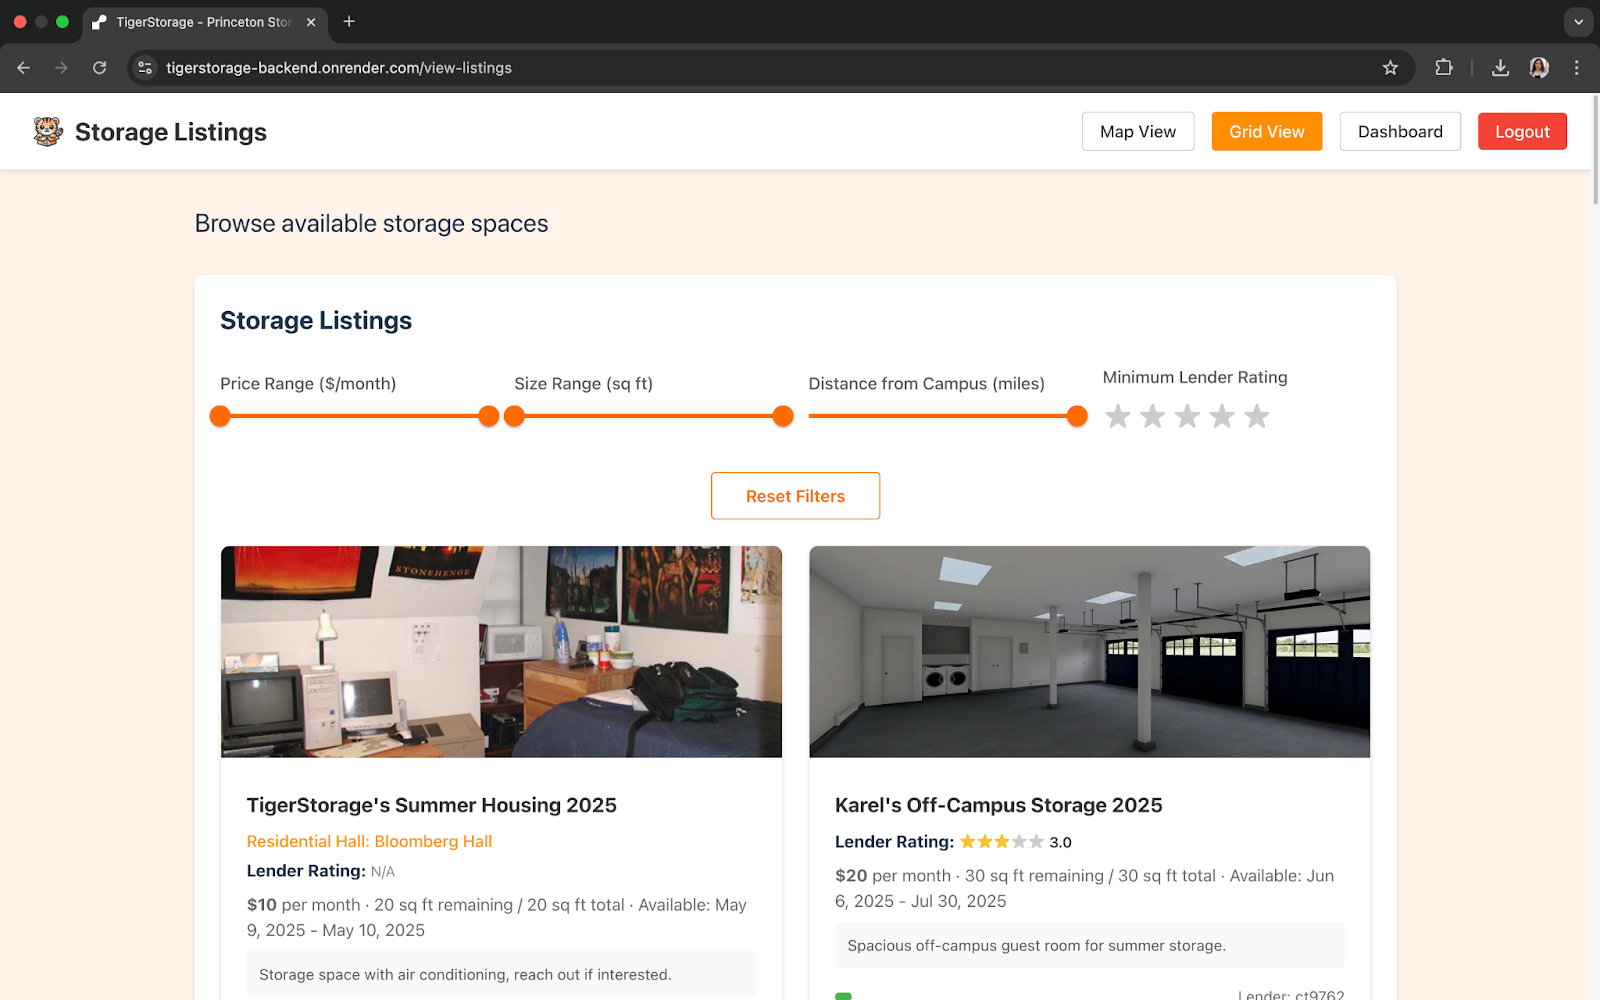 TigerStorage - Princeton Stor
tigerstorage-backend.onrender.com/view-listings
Storage Listings
Map View
Grid View
Dashboard
Logout
Browse available storage spaces
Storage Listings
Price Range ($/month)
Size Range (sq ft)
Distance from Campus (miles)
Minimum Lender Rating
Reset Filters
STONEHENGE
TigerStorage's Summer Housing 2025
Residential Hall: Bloomberg Hall
Lender Rating: N/A
$10 per month · 20 sq ft remaining / 20 sq ft total · Available: May
9, 2025 - May 10, 2025
Storage space with air conditioning, reach out if interested.
Karel's Off-Campus Storage 2025
Lender Rating: 3.0
$20 per month · 30 sq ft remaining / 30 sq ft total · Available: Jun
6, 2025 - Jul 30, 2025
Spacious off-campus guest room for summer storage.
Lender: ct9762